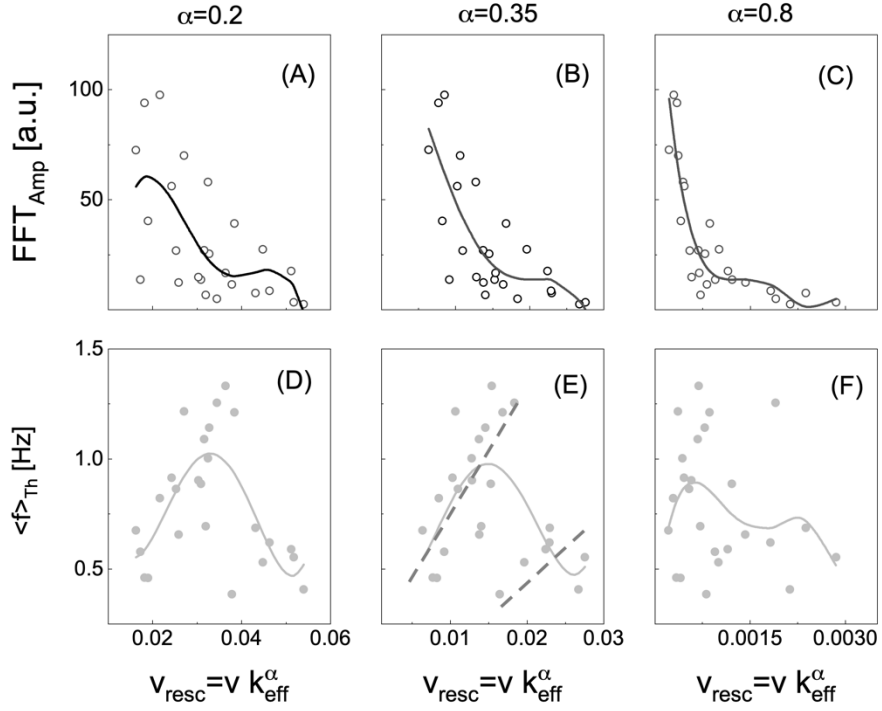 α=0.2 α=0.35 α=0.8
(A) (B) (C)
FFT_Amp [a.u.]
100
50
(D) (E) (F)
<f>_Th [Hz]
1.5
1.0
0.5
0.02 0.04 0.06 0.01 0.02 0.03 0.0015 0.0030
v_resc=v k_eff^α v_resc=v k_eff^α v_resc=v k_eff^α